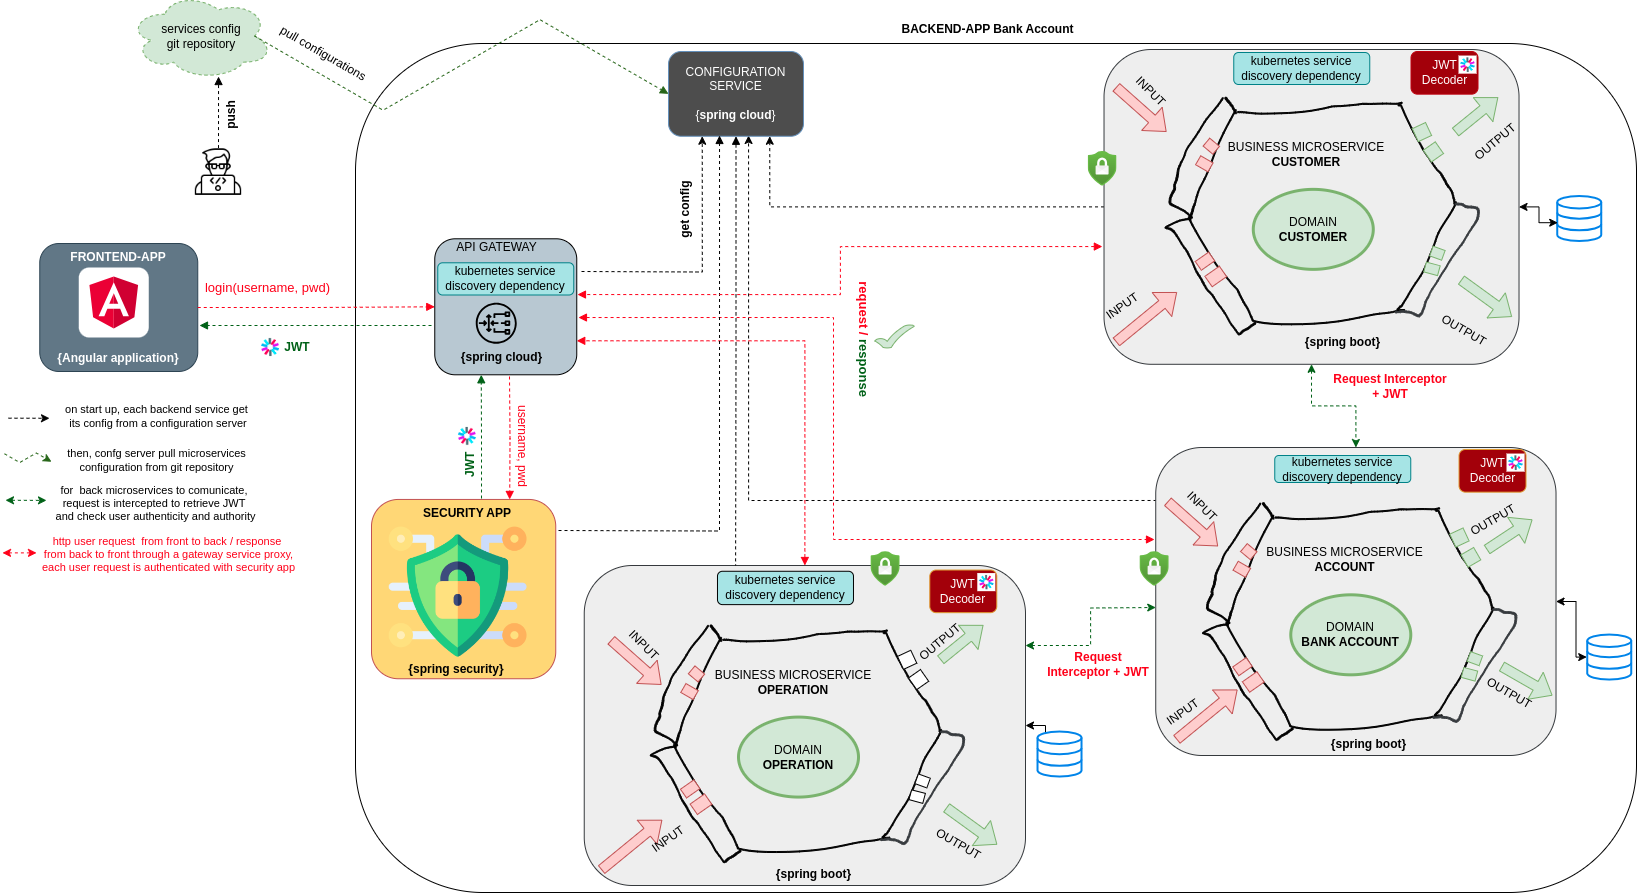 services config
git repository
pull configurations
push
BACKEND-APP Bank Account
CONFIGURATION
SERVICE
{spring cloud}
get config
FRONTEND-APP
{Angular application}
login(username, pwd)
JWT
API GATEWAY
kubernetes service
discovery dependency
{spring cloud}
JWT
username, pwd
SECURITY APP
{spring security}
request / response
on start up, each backend service get
its config from a configuration server
then, confg server pull microservices
configuration from git repository
for  back microservices to comunicate,
request is intercepted to retrieve JWT
and check user authenticity and authority
http user request  from front to back / response
from back to front through a gateway service proxy,
each user request is authenticated with security app
kubernetes service
discovery dependency
JWT
Decoder
INPUT
OUTPUT
BUSINESS MICROSERVICE
CUSTOMER
DOMAIN
CUSTOMER
INPUT
OUTPUT
{spring boot}
Request Interceptor
+ JWT
kubernetes service
discovery dependency
JWT
Decoder
INPUT
OUTPUT
BUSINESS MICROSERVICE
ACCOUNT
DOMAIN
BANK ACCOUNT
INPUT
OUTPUT
{spring boot}
Request
Interceptor + JWT
kubernetes service
discovery dependency
JWT
Decoder
INPUT
OUTPUT
BUSINESS MICROSERVICE
OPERATION
DOMAIN
OPERATION
INPUT
OUTPUT
{spring boot}